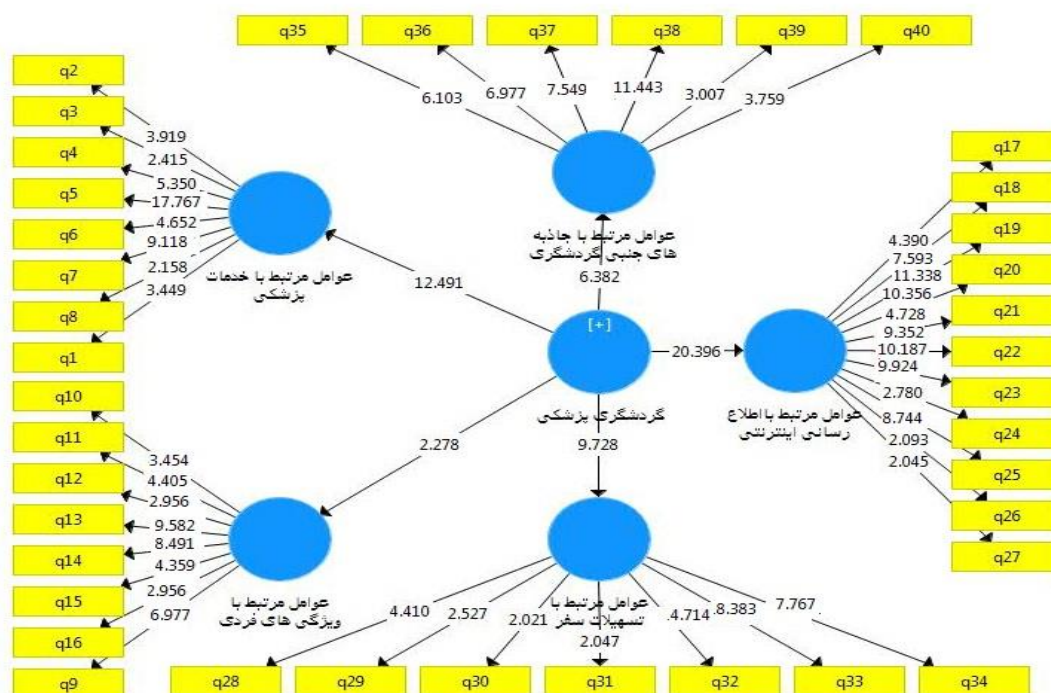 q35
q36
q37
q38
q39
q40
6.103
6.977
7.549
11.443
3.007
3.759
عوامل مرتبط با جاذبه
های جنبی گردشگری
q2
q3
q4
q5
q6
q7
q8
q1
3.919
2.415
5.350
17.767
4.652
9.118
2.158
3.449
عوامل مرتبط با خدمات
پزشکی
q17
q18
q19
q20
q21
q22
q23
q24
q25
q26
q27
4.390
7.593
11.338
10.356
4.728
9.352
10.187
9.924
2.780
8.744
2.093
2.045
عوامل مرتبط با اطلاع
رسانی اینترنتی
12.491
6.382
[+]
20.396
گردشگری پزشکی
9.728
2.278
q10
q11
q12
q13
q14
q15
q16
q9
3.454
4.405
2.956
9.582
8.491
4.359
2.956
6.977
عوامل مرتبط با
ویژگی های فردی
عوامل مرتبط با
تسهیلات سفر
4.410
2.527
2.021
2.047
4.714
8.383
7.767
q28
q29
q30
q31
q32
q33
q34